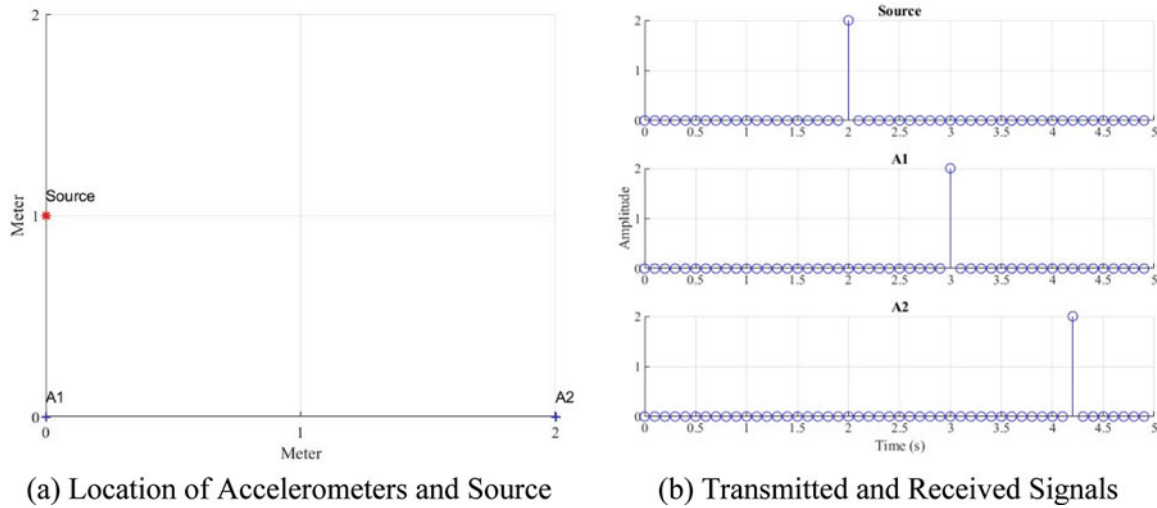 2
Meter
1
Source
A1
A2
0
0
1
2
Meter
(a) Location of Accelerometers and Source
Source
2
1
0
0 0.5 1 1.5 2 2.5 3 3.5 4 4.5 5
A1
Amplitude
2
1
0
0 0.5 1 1.5 2 2.5 3 3.5 4 4.5 5
A2
2
1
0
0 0.5 1 1.5 2 2.5 3 3.5 4 4.5 5
Time (s)
(b) Transmitted and Received Signals